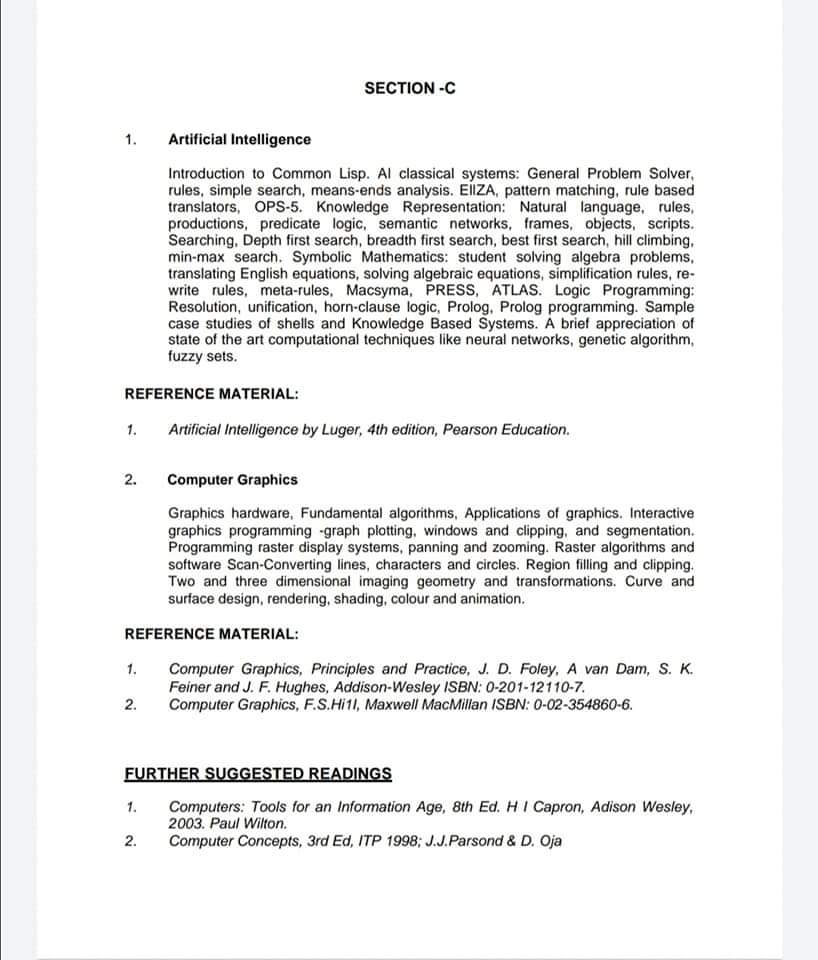 SECTION -C
1. Artificial Intelligence
Introduction to Common Lisp. AI classical systems: General Problem Solver,
rules, simple search, means-ends analysis. EIIZA, pattern matching, rule based
translators, OPS-5. Knowledge Representation: Natural language, rules,
productions, predicate logic, semantic networks, frames, objects, scripts.
Searching, Depth first search, breadth first search, best first search, hill climbing,
min-max search. Symbolic Mathematics: student solving algebra problems,
translating English equations, solving algebraic equations, simplification rules, re-
write rules, meta-rules, Macsyma, PRESS, ATLAS. Logic Programming:
Resolution, unification, horn-clause logic, Prolog, Prolog programming. Sample
case studies of shells and Knowledge Based Systems. A brief appreciation of
state of the art computational techniques like neural networks, genetic algorithm,
fuzzy sets.
REFERENCE MATERIAL:
1. Artificial Intelligence by Luger, 4th edition, Pearson Education.
2. Computer Graphics
Graphics hardware, Fundamental algorithms, Applications of graphics. Interactive
graphics programming -graph plotting, windows and clipping, and segmentation.
Programming raster display systems, panning and zooming. Raster algorithms and
software Scan-Converting lines, characters and circles. Region filling and clipping.
Two and three dimensional imaging geometry and transformations. Curve and
surface design, rendering, shading, colour and animation.
REFERENCE MATERIAL:
1. Computer Graphics, Principles and Practice, J. D. Foley, A van Dam, S. K.
Feiner and J. F. Hughes, Addison-Wesley ISBN: 0-201-12110-7.
2. Computer Graphics, F.S.Hi1I, Maxwell MacMillan ISBN: 0-02-354860-6.
FURTHER SUGGESTED READINGS
1. Computers: Tools for an Information Age, 8th Ed. H I Capron, Adison Wesley,
2003. Paul Wilton.
2. Computer Concepts, 3rd Ed, ITP 1998; J.J.Parsond & D. Oja